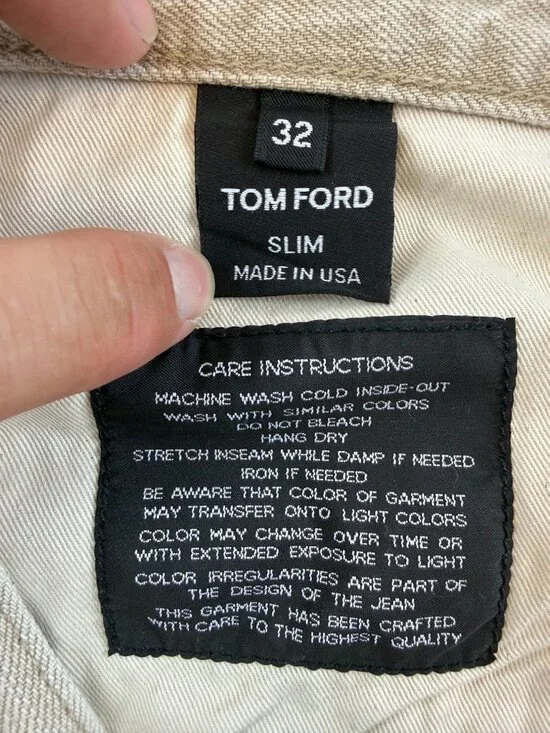 32
TOM FORD
SLIM
MADE IN USA
CARE INSTRUCTIONS
MACHINE WASH COLD INSIDE-OUT
WASH WITH SIMILAR COLORS
DO NOT BLEACH
HANG DRY
STRETCH INSEAM WHILE DAMP IF NEEDED
IRON IF NEEDED
BE AWARE THAT COLOR OF GARMENT
MAY TRANSFER ONTO LIGHT COLORS
COLOR MAY CHANGE OVER TIME OR
WITH EXTENDED EXPOSURE TO LIGHT
COLOR IRREGULARITIES ARE PART OF
THE DESIGN OF THE JEAN
THIS GARMENT HAS BEEN CRAFTED
WITH CARE TO THE HIGHEST QUALITY